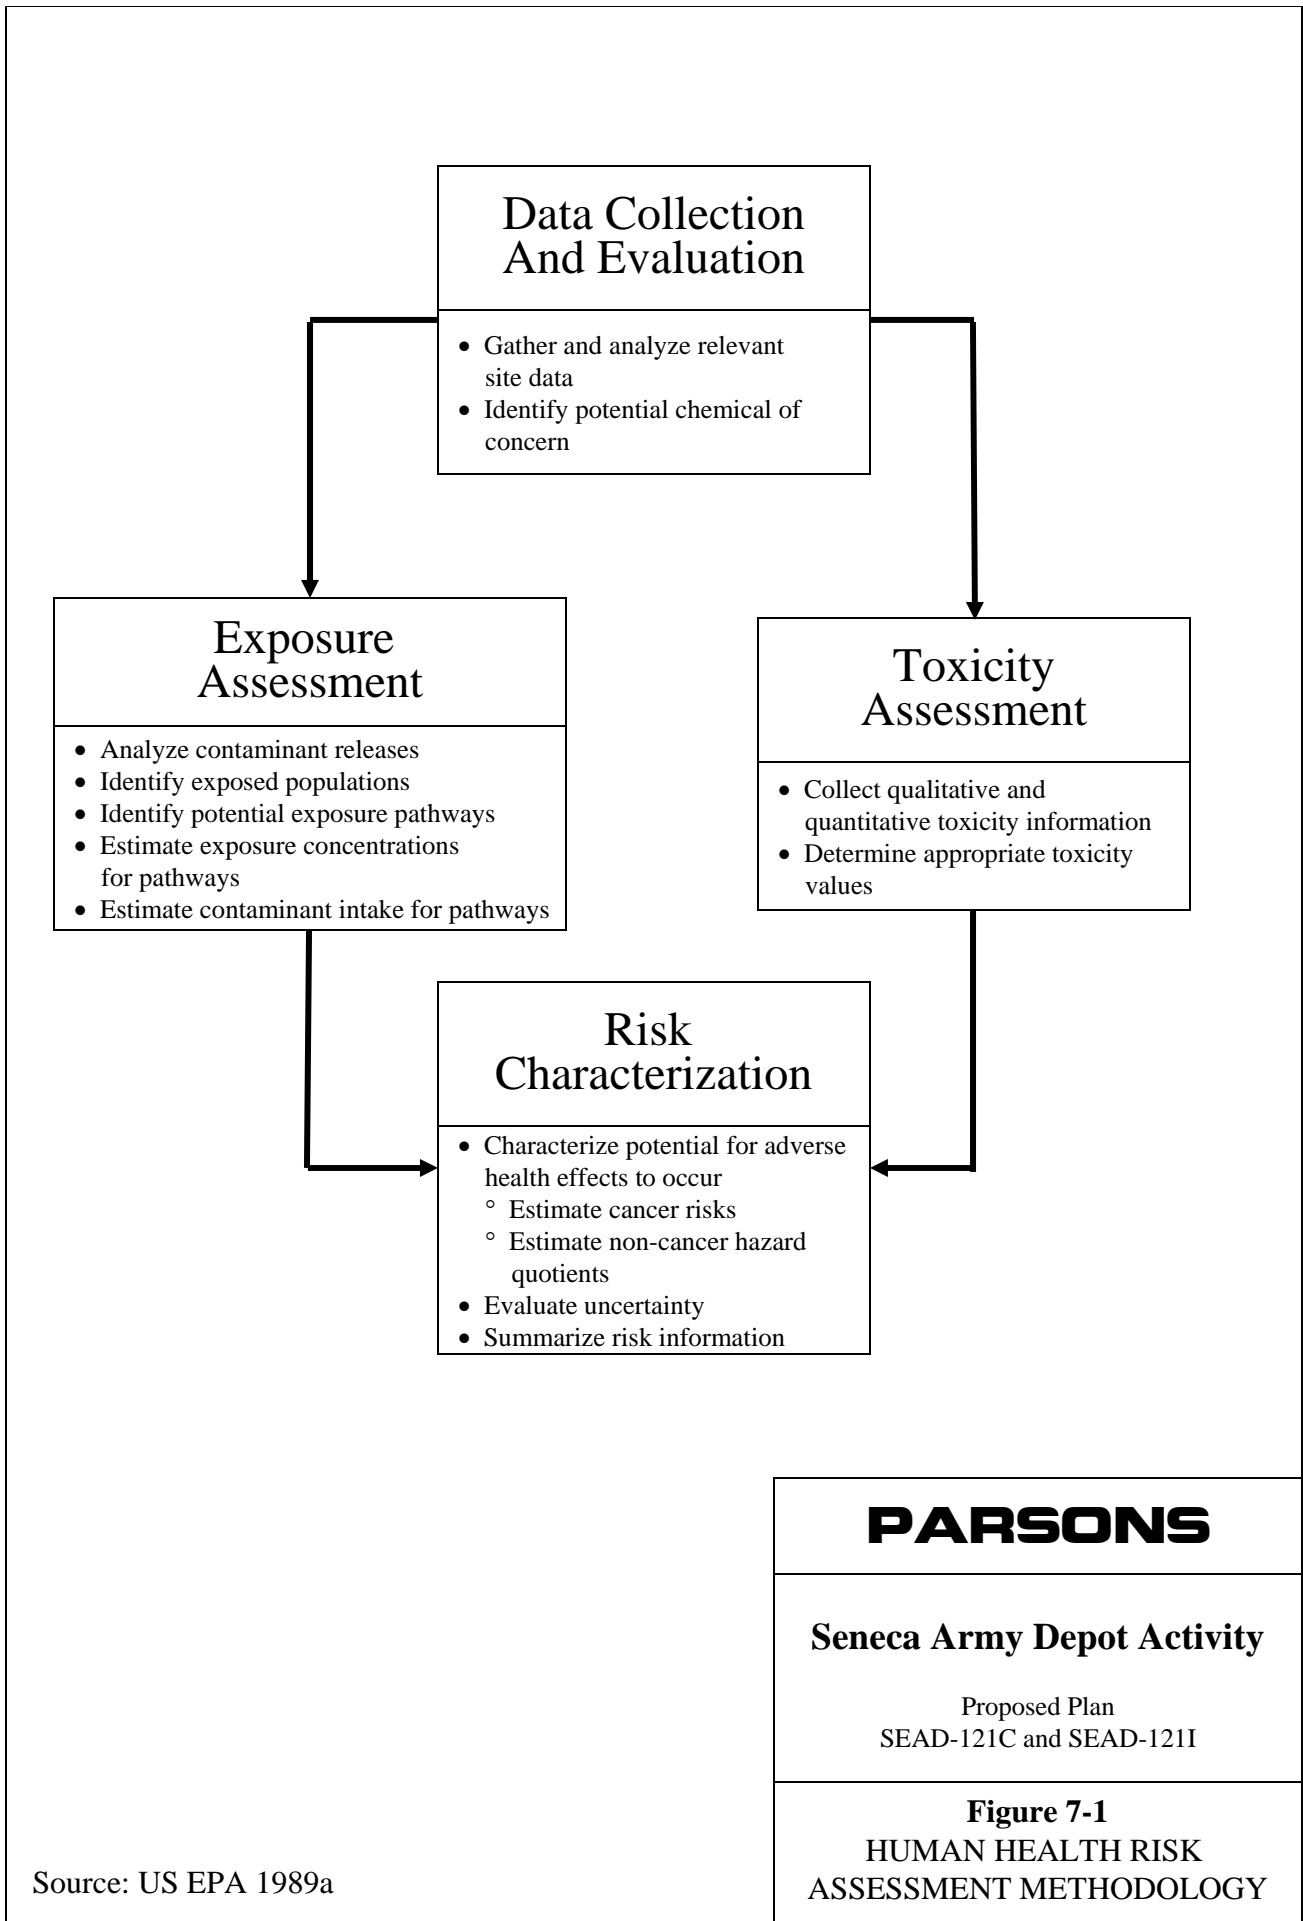 Data Collection
And Evaluation
• Gather and analyze relevant
site data
• Identify potential chemical of
concern
Exposure
Assessment
• Analyze contaminant releases
• Identify exposed populations
• Identify potential exposure pathways
• Estimate exposure concentrations
for pathways
• Estimate contaminant intake for pathways
Toxicity
Assessment
• Collect qualitative and
quantitative toxicity information
• Determine appropriate toxicity
values
Risk
Characterization
• Characterize potential for adverse
health effects to occur
° Estimate cancer risks
° Estimate non-cancer hazard
quotients
• Evaluate uncertainty
• Summarize risk information
PARSONS
Seneca Army Depot Activity
Proposed Plan
SEAD-121C and SEAD-121I
Figure 7-1
HUMAN HEALTH RISK
ASSESSMENT METHODOLOGY
Source: US EPA 1989a